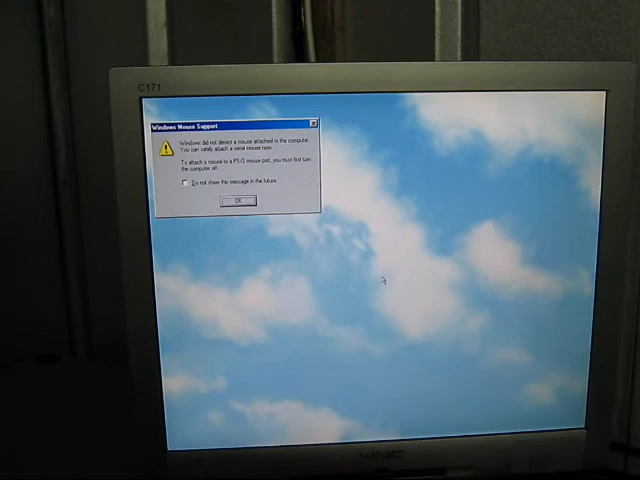 C171
Windows Mouse Support
Windows did not detect a mouse attached to the computer.
You can safely attach a serial mouse now.
To attach a mouse to a PS/2 mouse port, you must first turn
the computer off.
Do not show this message in the future.
OK